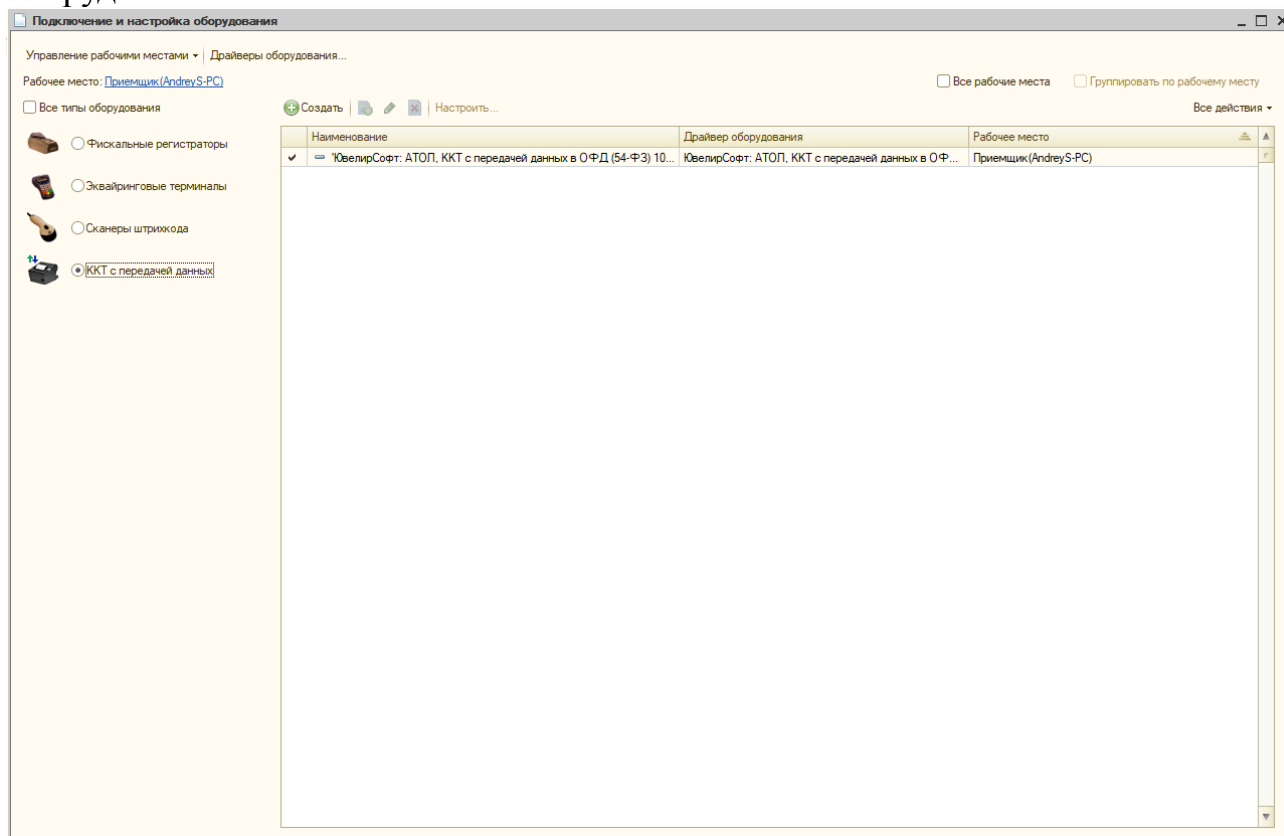 Подключение и настройка оборудования
Управление рабочими местами Драйверы оборудования...
Рабочее место: Приемщик(AndreyS-PC)
Все рабочие места Группировать по рабочему месту
Все типы оборудования
Создать Настроить... Все действия
Наименование Драйвер оборудования Рабочее место
'ЮвелирСофт: АТОЛ, ККТ с передачей данных в ОФД (54-ФЗ) 10... ЮвелирСофт: АТОЛ, ККТ с передачей данных в ОФ... Приемщик(AndreyS-PC)
Фискальные регистраторы
Эквайринговые терминалы
Сканеры штрихкода
ККТ с передачей данных